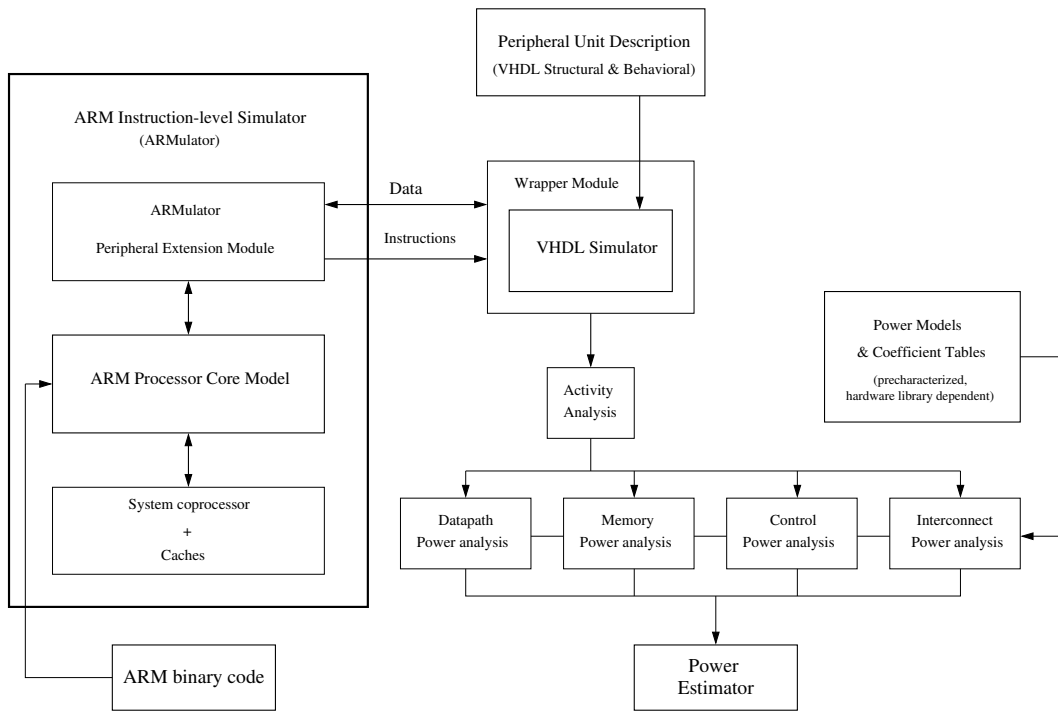 Peripheral Unit Description
(VHDL Structural & Behavioral)
ARM Instruction-level Simulator
(ARMulator)
ARMulator
Peripheral Extension Module
Data
Instructions
Wrapper Module
VHDL Simulator
ARM Processor Core Model
System coprocessor
+
Caches
ARM binary code
Activity
Analysis
Power Models
& Coefficient Tables
(precharacterized,
hardware library dependent)
Datapath
Power analysis
Memory
Power analysis
Control
Power analysis
Interconnect
Power analysis
Power
Estimator